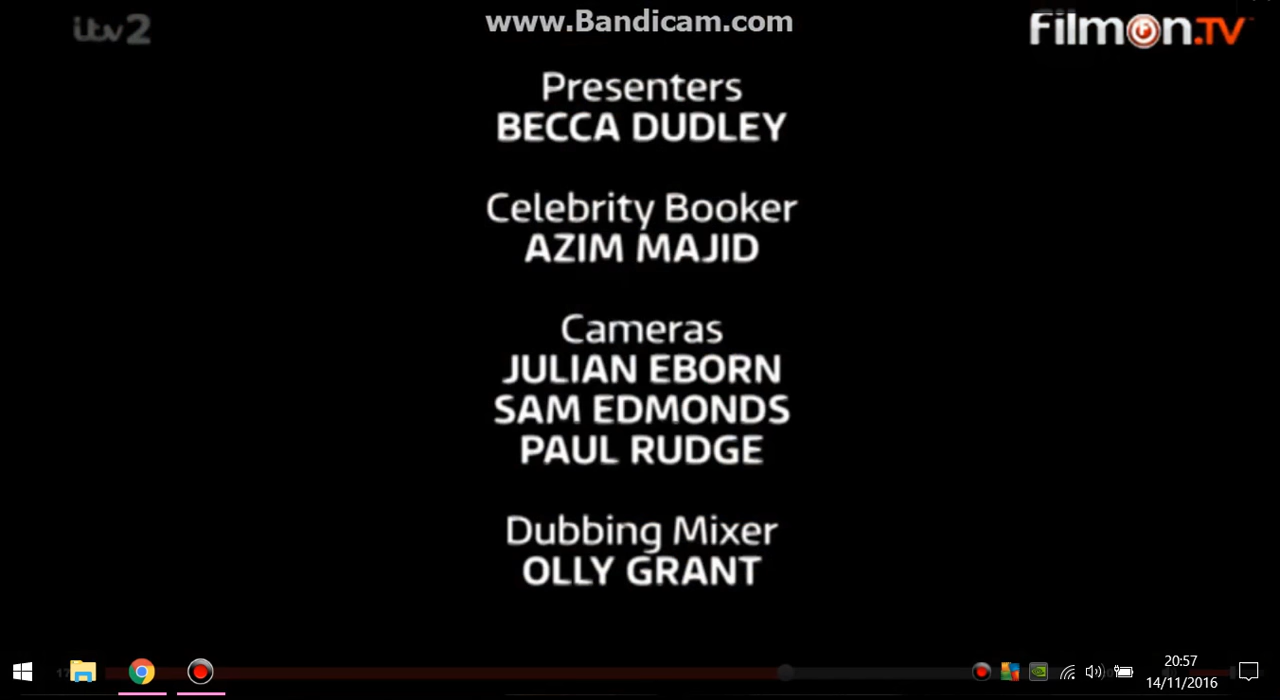 itv2
www.Bandicam.com
Filmon.TV
Presenters
BECCA DUDLEY
Celebrity Booker
AZIM MAJID
Cameras
JULIAN EBORN
SAM EDMONDS
PAUL RUDGE
Dubbing Mixer
OLLY GRANT
20:57
14/11/2016